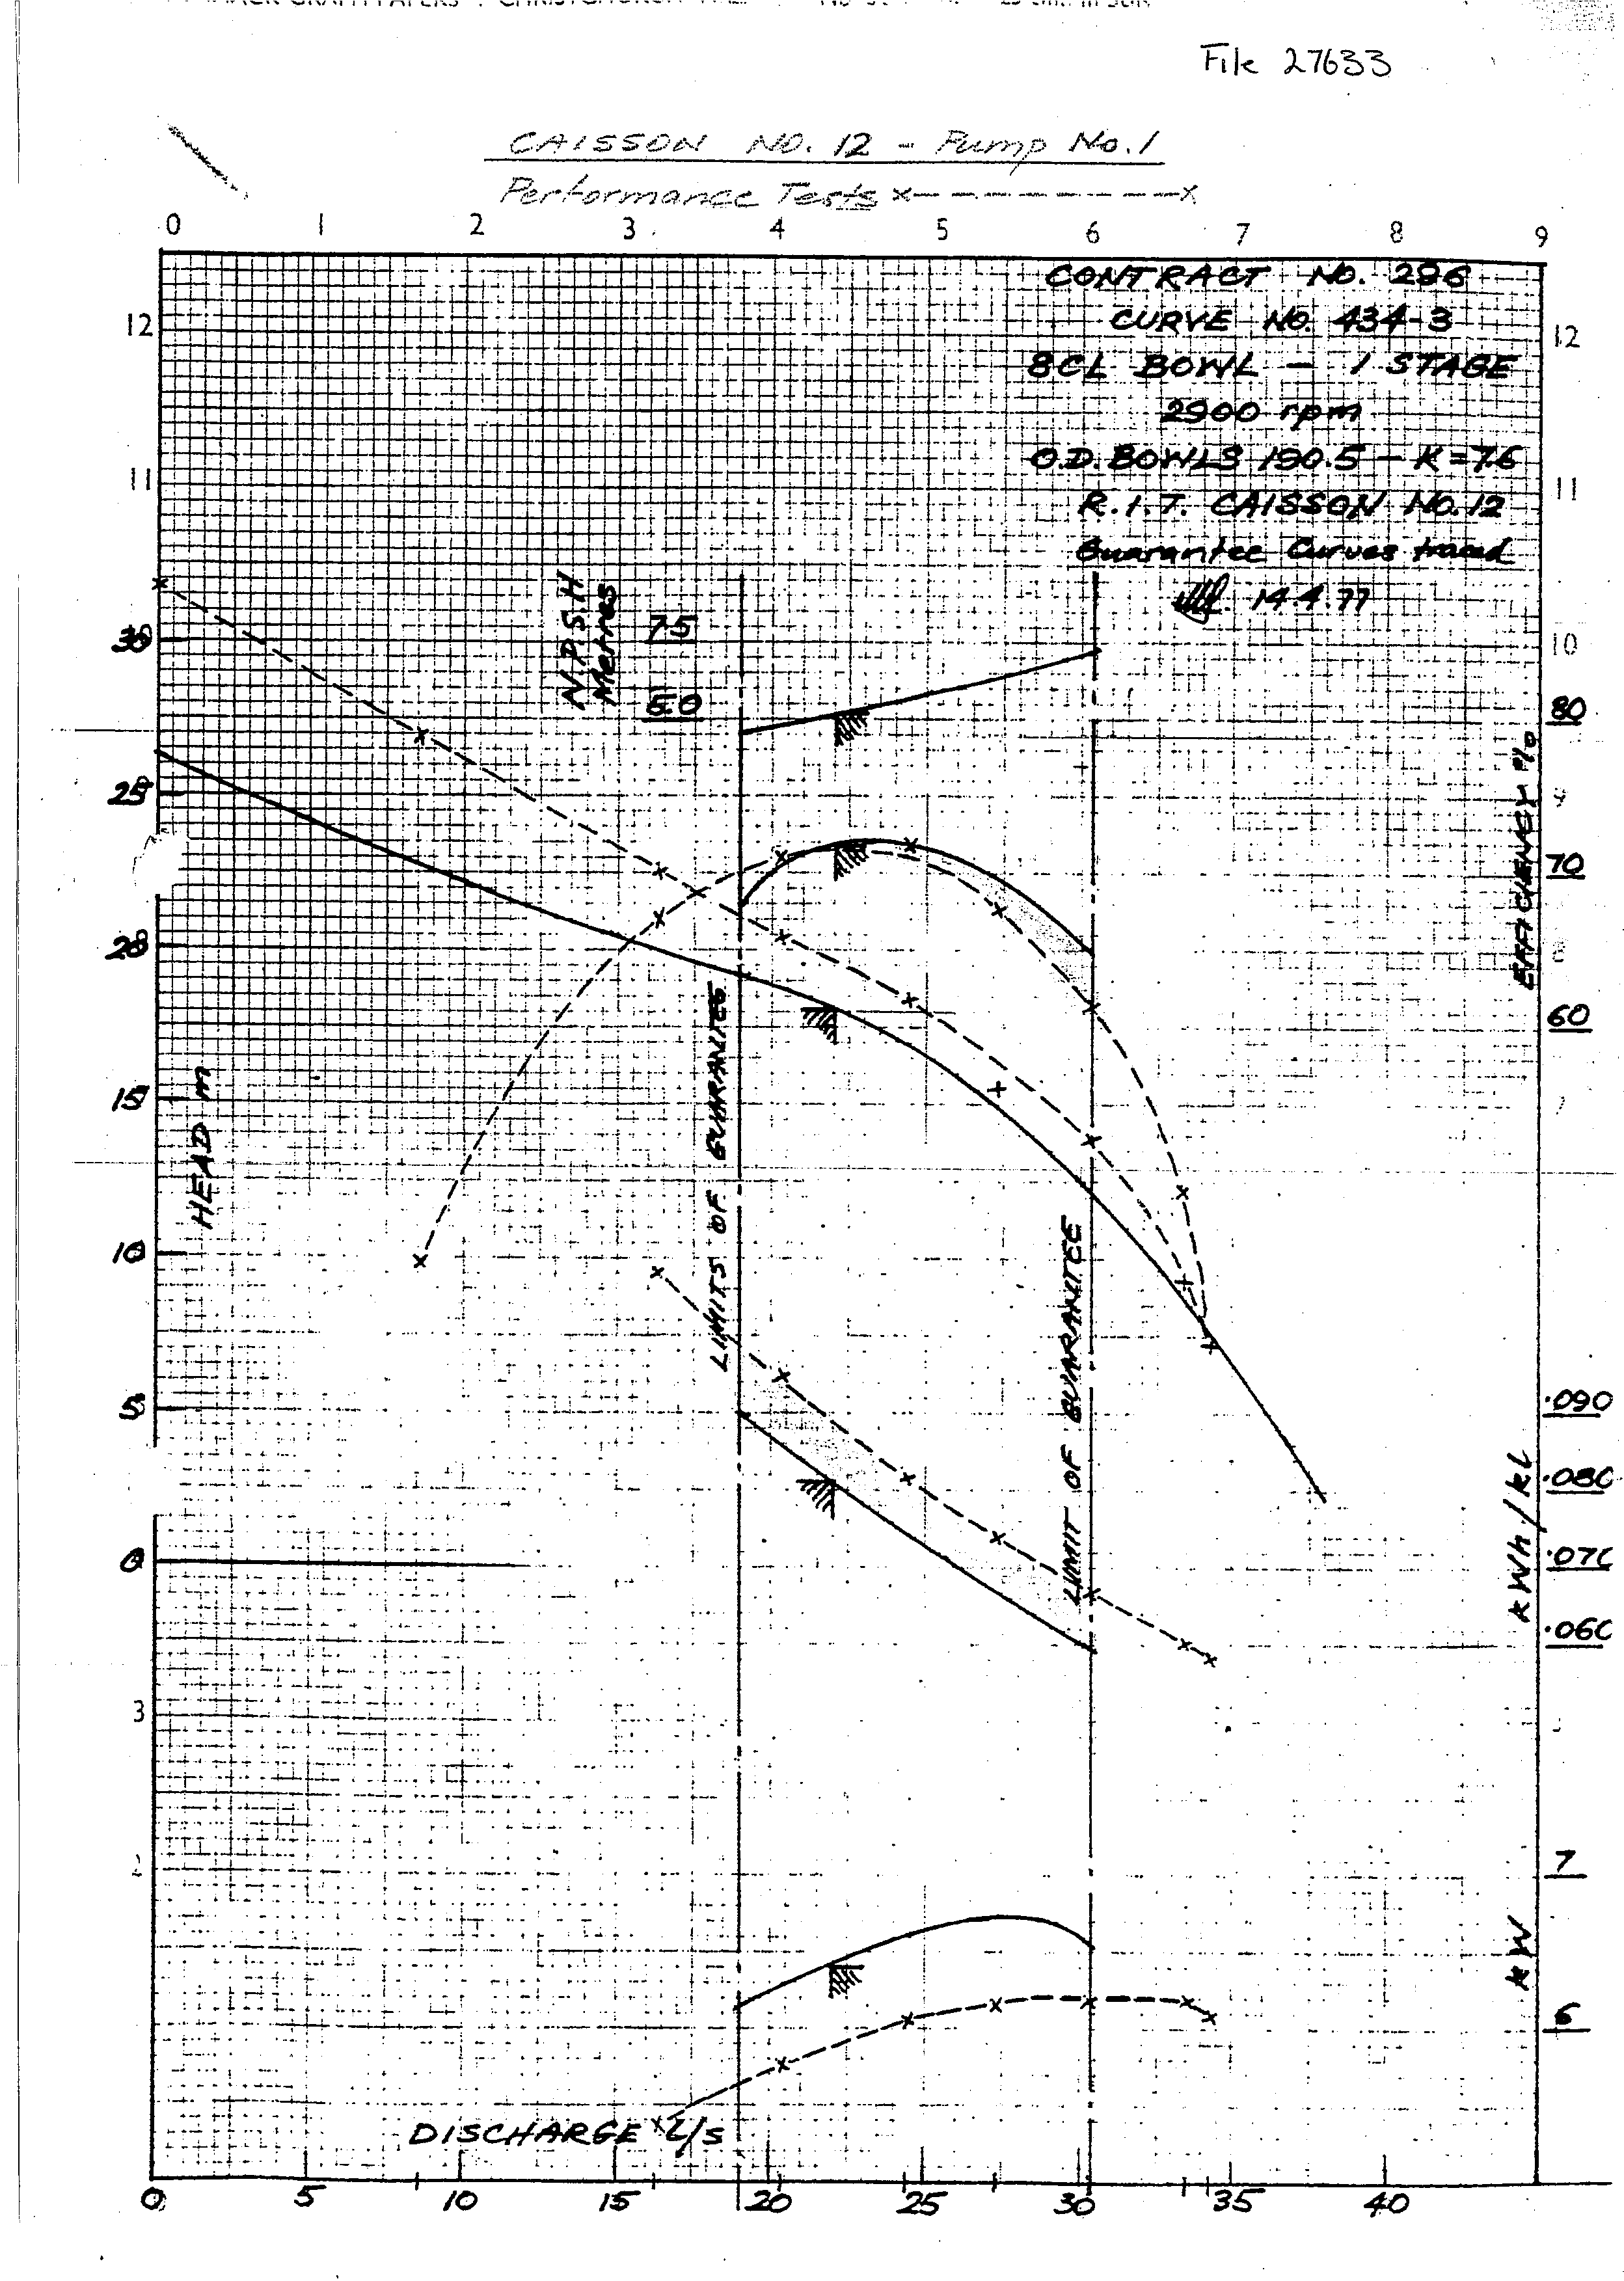 File 27633
CAISSON NO. 12 - Pump No. 1
Performance Tests x-----------x
0 1 2 3 4 5 6 7 8 9
CONTRACT NO. 286
CURVE NO. 434-3
8CL BOWL - 1 STAGE
2900 rpm
O.D. BOWLS 190.5 - K=7.6
R.I.T. CAISSON NO. 12
Guarantee Curves traced
14.4.77
12
11
30
25
20
15
10
5
0
3
2
HEAD m
N.P.S.H
Metres
7.5
5.0
LIMITS OF GUARANTEE
LIMIT OF GUARANTEE
12
11
10
80
9
70
60
EFFICIENCY %
.090
.080
.070
.060
kWh/kL
7
6
kW
DISCHARGE L/S
0 5 10 15 20 25 30 35 40